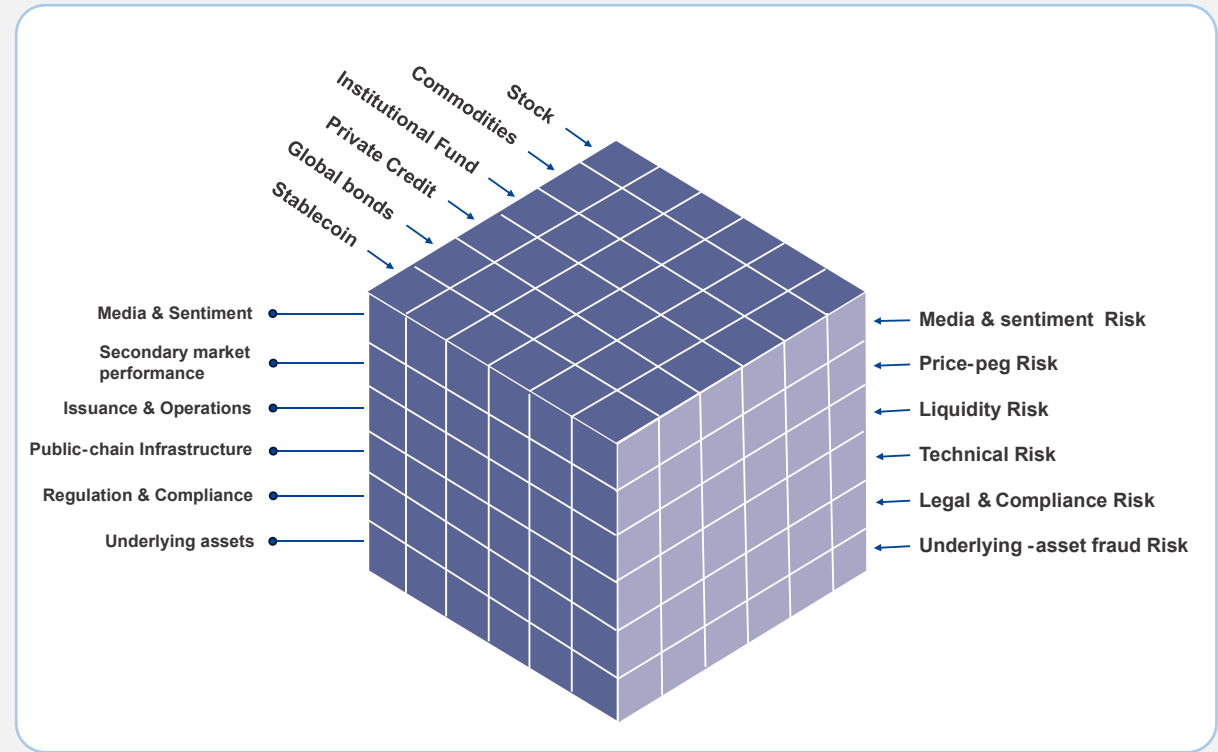 Stock
Commodities
Institutional Fund
Private Credit
Global bonds
Stablecoin
Media & Sentiment
Secondary market
performance
Issuance & Operations
Public-chain Infrastructure
Regulation & Compliance
Underlying assets
Media & sentiment Risk
Price-peg Risk
Liquidity Risk
Technical Risk
Legal & Compliance Risk
Underlying -asset fraud Risk